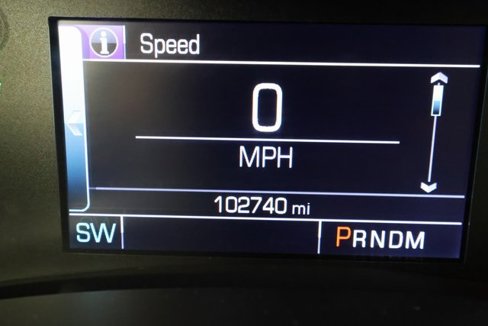 i Speed
0
MPH
102740 mi
SW PRNDM